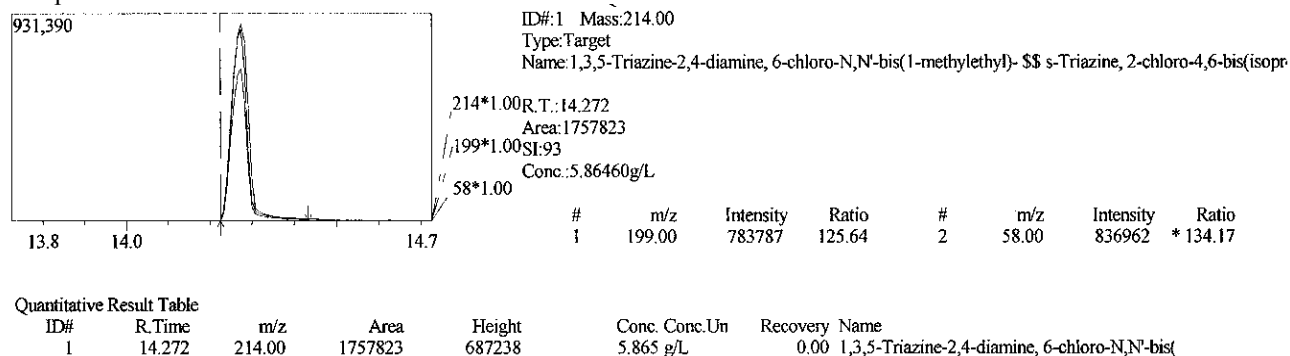 931,390
ID#:1 Mass:214.00
Type:Target
Name:1,3,5-Triazine-2,4-diamine, 6-chloro-N,N'-bis(1-methylethyl)- $$ s-Triazine, 2-chloro-4,6-bis(isopr
214*1.00
R.T.:14.272
Area:1757823
199*1.00
SI:93
Conc.:5.86460g/L
58*1.00
# m/z Intensity Ratio # m/z Intensity Ratio
1 199.00 783787 125.64 2 58.00 836962 * 134.17
13.8 14.0 14.7
Quantitative Result Table
ID# R.Time m/z Area Height Conc. Conc.Un Recovery Name
1 14.272 214.00 1757823 687238 5.865 g/L 0.00 1,3,5-Triazine-2,4-diamine, 6-chloro-N,N'-bis(